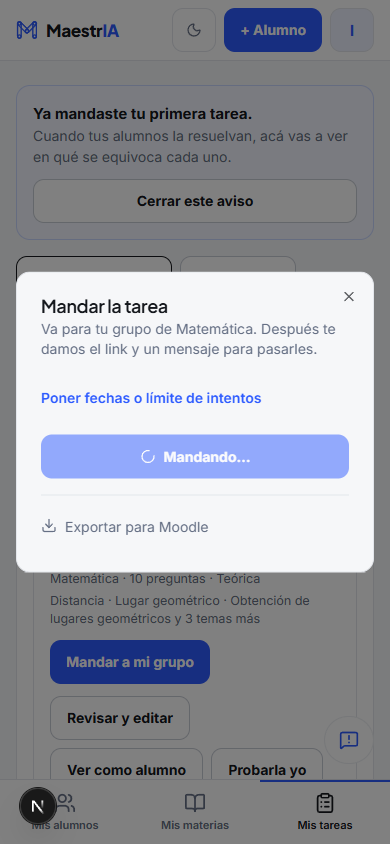 MaestrIA
+ Alumno
I
Ya mandaste tu primera tarea.
Cuando tus alumnos la resuelvan, acá vas a ver
en qué se equivoca cada uno.
Cerrar este aviso
Mandar la tarea
Va para tu grupo de Matemática. Después te
damos el link y un mensaje para pasarles.
Poner fechas o límite de intentos
Mandando...
Exportar para Moodle
Matemática · 10 preguntas · Teórica
Distancia · Lugar geométrico · Obtención de
lugares geométricos y 3 temas más
Mandar a mi grupo
Revisar y editar
Ver como alumno
Probarla yo
N
Mis alumnos
Mis materias
Mis tareas